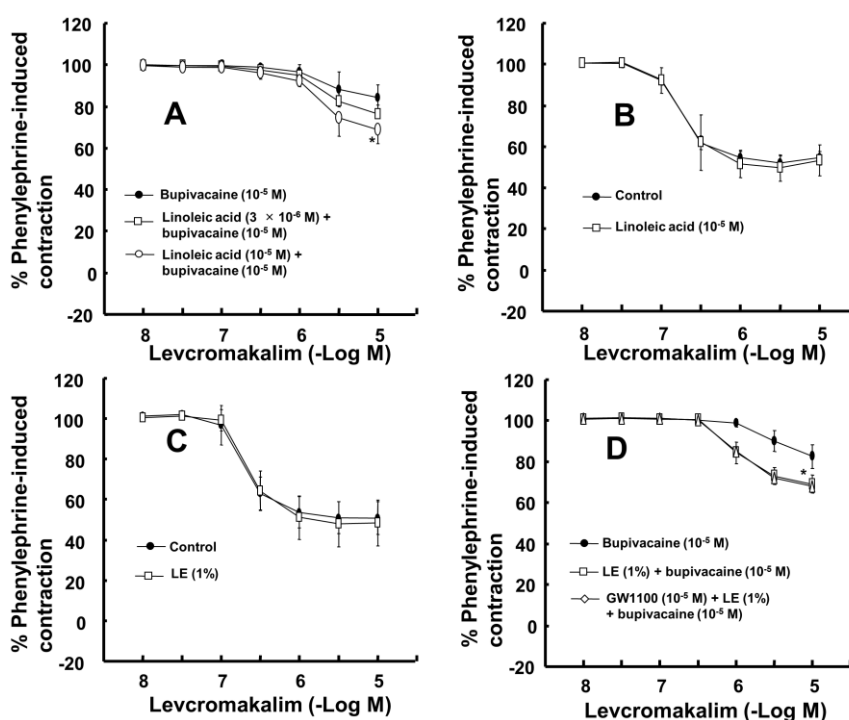 % Phenylephrine-induced
contraction
120
100
80
60
40
20
0
-20
A
*
Bupivacaine (10⁻⁵ M)
Linoleic acid (3 × 10⁻⁶ M) +
bupivacaine (10⁻⁵ M)
Linoleic acid (10⁻⁵ M) +
bupivacaine (10⁻⁵ M)
8 7 6 5
Levcromakalim (-Log M)
% Phenylephrine-induced
contraction
120
100
80
60
40
20
0
-20
B
Control
Linoleic acid (10⁻⁵ M)
8 7 6 5
Levcromakalim (-Log M)
% Phenylephrine-induced
contraction
120
100
80
60
40
20
0
-20
C
Control
LE (1%)
8 7 6 5
Levcromakalim (-Log M)
% Phenylephrine-induced
contraction
120
100
80
60
40
20
0
-20
D
*
Bupivacaine (10⁻⁵ M)
LE (1%) + bupivacaine (10⁻⁵ M)
GW1100 (10⁻⁵ M) + LE (1%)
+ bupivacaine (10⁻⁵ M)
8 7 6 5
Levcromakalim (-Log M)